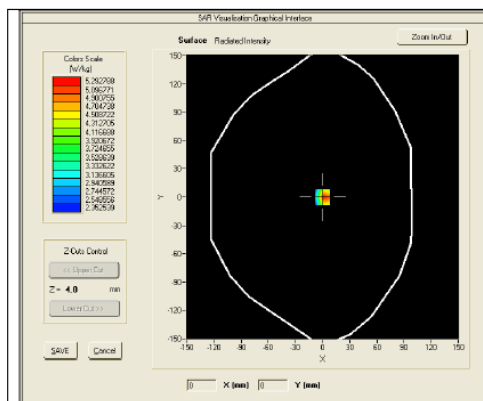 SAR Visualisation Graphical Interface
Surface Radiated Intensity
Zoom In/Out
Colors Scale
[W/kg]
5.292788
5.096771
4.900755
4.704738
4.508722
4.312705
4.116688
3.920672
3.724655
3.528639
3.332622
3.136605
2.940589
2.744572
2.548556
2.352539
150
120
90
60
30
0
-30
-60
-90
-120
-150
Y
-150 -120 -90 -60 -30 0 30 60 90 120 150
X
Z-Cuts Control
<< Upper Cut
Z = 4.0 mm
Lower Cut >>
SAVE Cancel
0 X (mm) 0 Y (mm)